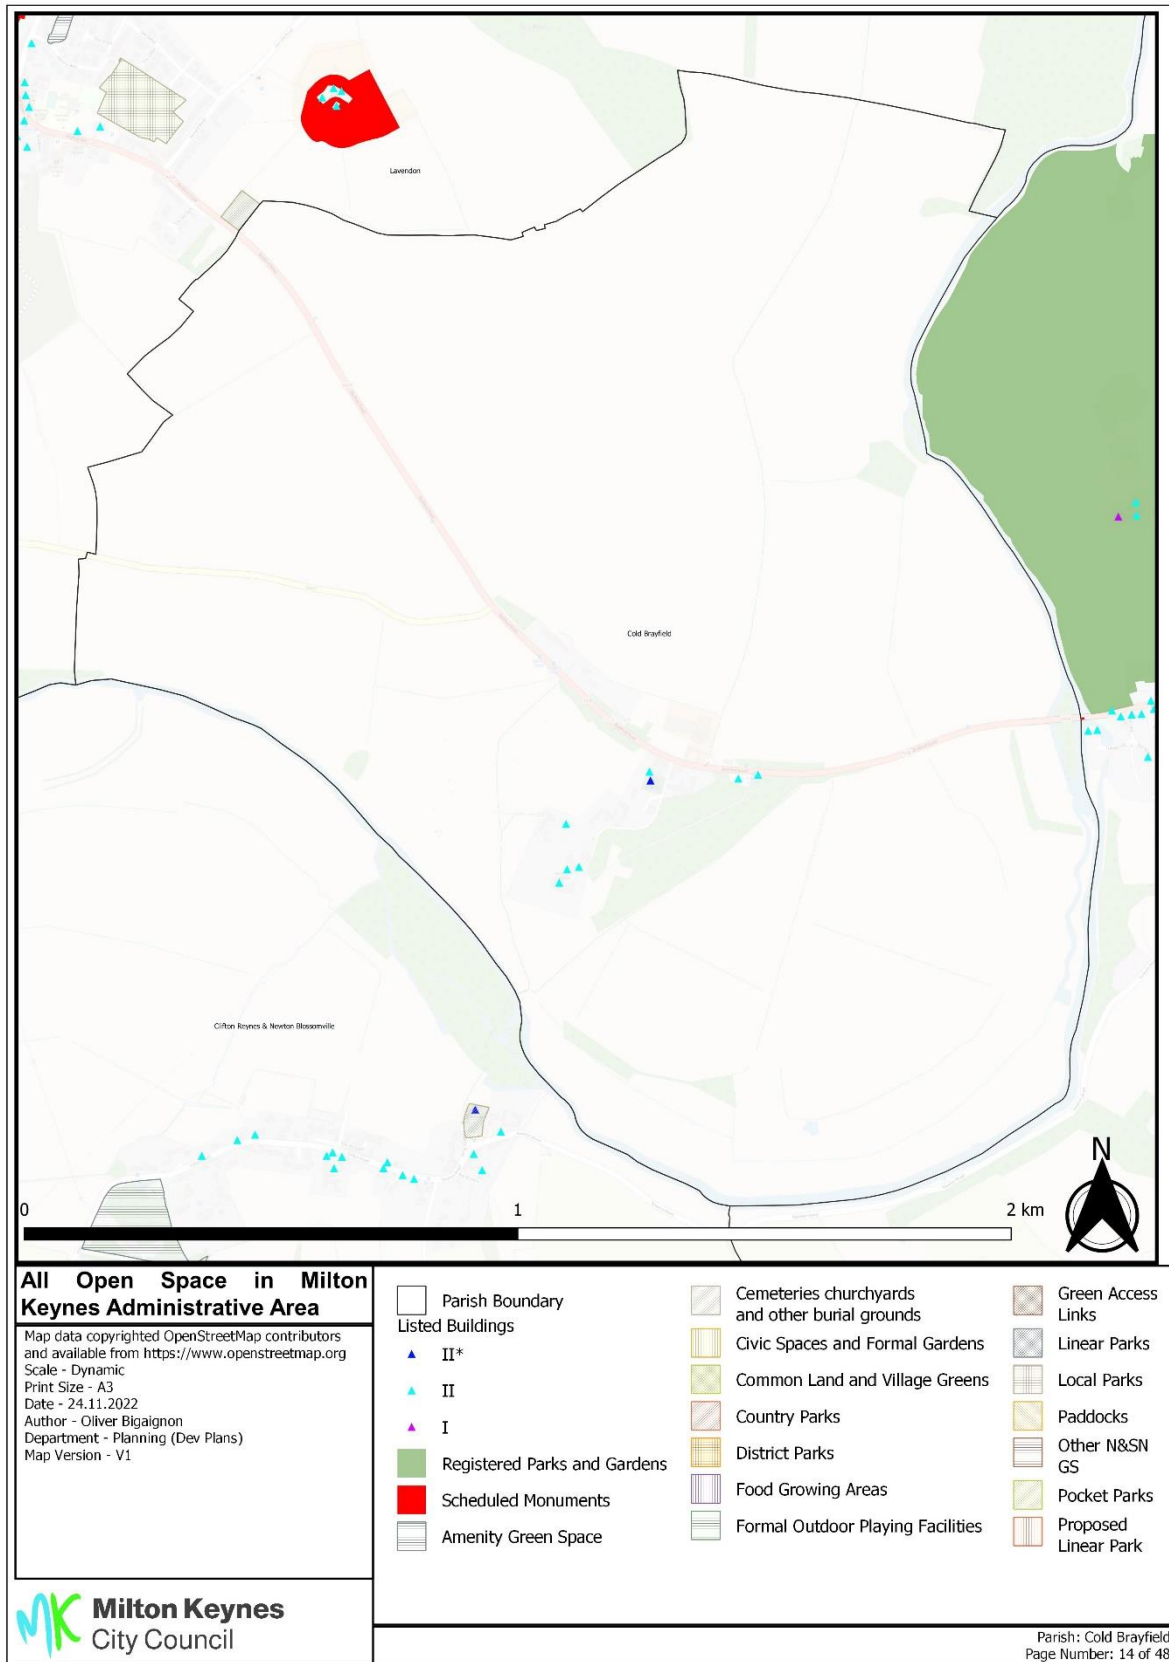 Lavendon
Cold Brayfield
Clifton Reynes & Newton Blossomville
N
0 1 2 km
All Open Space in Milton
Keynes Administrative Area
Map data copyrighted OpenStreetMap contributors
and available from https://www.openstreetmap.org
Scale - Dynamic
Print Size - A3
Date - 24.11.2022
Author - Oliver Bigaignon
Department - Planning (Dev Plans)
Map Version - V1
MK Milton Keynes
City Council
Parish Boundary
Listed Buildings
II*
II
I
Registered Parks and Gardens
Scheduled Monuments
Amenity Green Space
Cemeteries churchyards
and other burial grounds
Civic Spaces and Formal Gardens
Common Land and Village Greens
Country Parks
District Parks
Food Growing Areas
Formal Outdoor Playing Facilities
Green Access
Links
Linear Parks
Local Parks
Paddocks
Other N&SN
GS
Pocket Parks
Proposed
Linear Park
Parish: Cold Brayfield
Page Number: 14 of 48